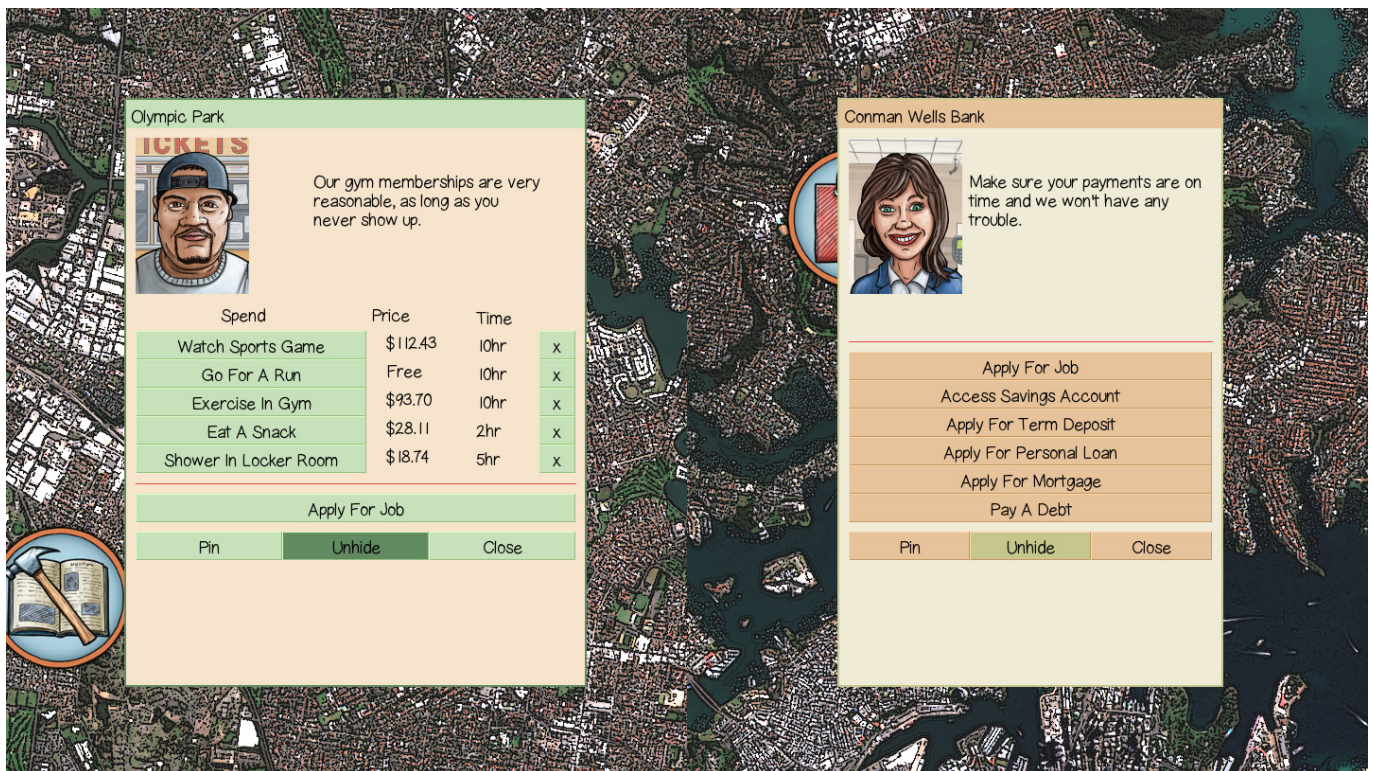 Olympic Park
ICKETS
Our gym memberships are very
reasonable, as long as you
never show up.
Spend Price Time
Watch Sports Game $112.43 10hr x
Go For A Run Free 10hr x
Exercise In Gym $93.70 10hr x
Eat A Snack $28.11 2hr x
Shower In Locker Room $18.74 5hr x
Apply For Job
Pin Unhide Close
Conman Wells Bank
Make sure your payments are on
time and we won't have any
trouble.
Apply For Job
Access Savings Account
Apply For Term Deposit
Apply For Personal Loan
Apply For Mortgage
Pay A Debt
Pin Unhide Close